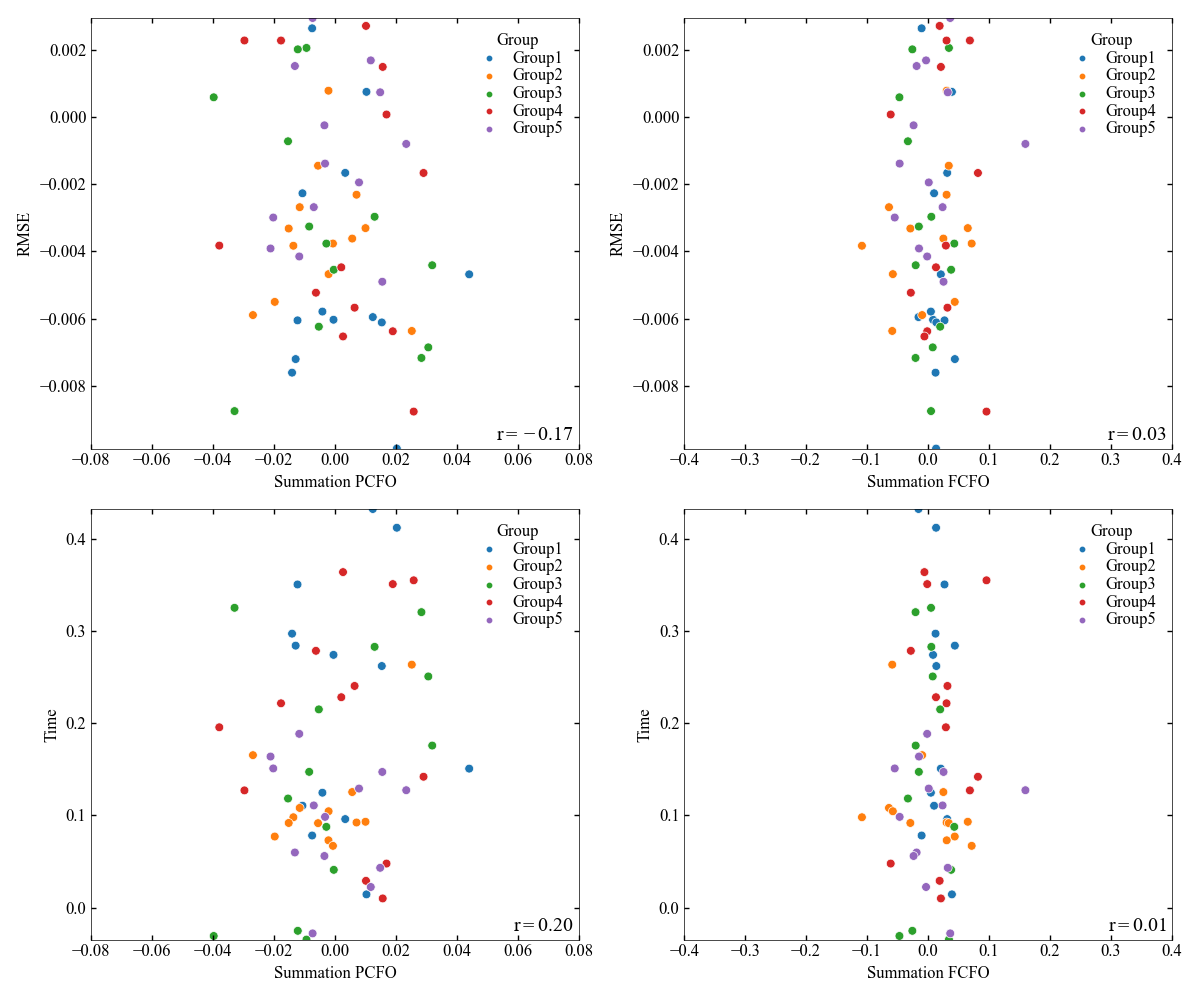 RMSE
0.002
0.000
−0.002
−0.004
−0.006
−0.008
Group
Group1
Group2
Group3
Group4
Group5
r = −0.17
−0.08 −0.06 −0.04 −0.02 0.00 0.02 0.04 0.06 0.08
Summation PCFO
RMSE
0.002
0.000
−0.002
−0.004
−0.006
−0.008
Group
Group1
Group2
Group3
Group4
Group5
r = 0.03
−0.4 −0.3 −0.2 −0.1 0.0 0.1 0.2 0.3 0.4
Summation FCFO
Time
0.4
0.3
0.2
0.1
0.0
Group
Group1
Group2
Group3
Group4
Group5
r = 0.20
−0.08 −0.06 −0.04 −0.02 0.00 0.02 0.04 0.06 0.08
Summation PCFO
Time
0.4
0.3
0.2
0.1
0.0
Group
Group1
Group2
Group3
Group4
Group5
r = 0.01
−0.4 −0.3 −0.2 −0.1 0.0 0.1 0.2 0.3 0.4
Summation FCFO